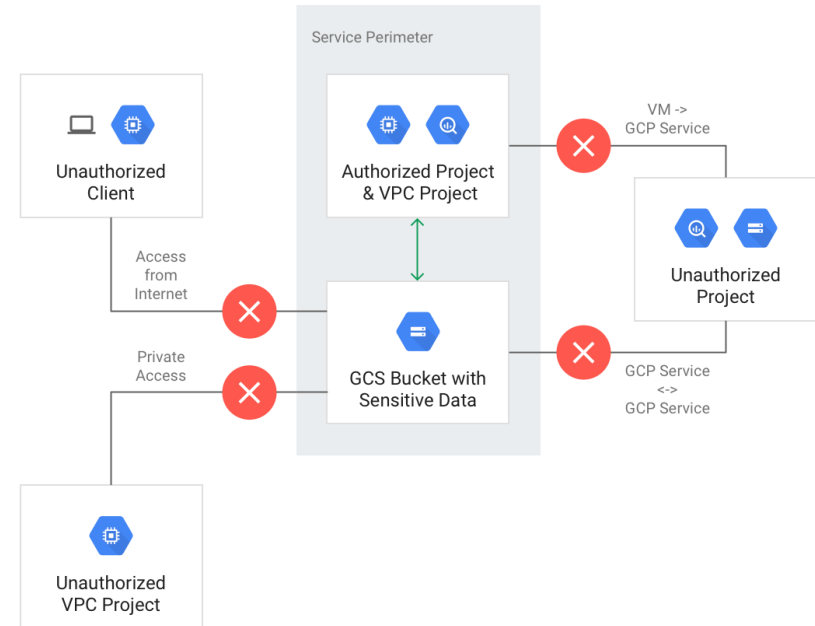 Service Perimeter
Unauthorized
Client
Authorized Project
& VPC Project
VM ->
GCP Service
Unauthorized
Project
Access
from
Internet
Private
Access
GCS Bucket with
Sensitive Data
GCP Service
<->
GCP Service
Unauthorized
VPC Project